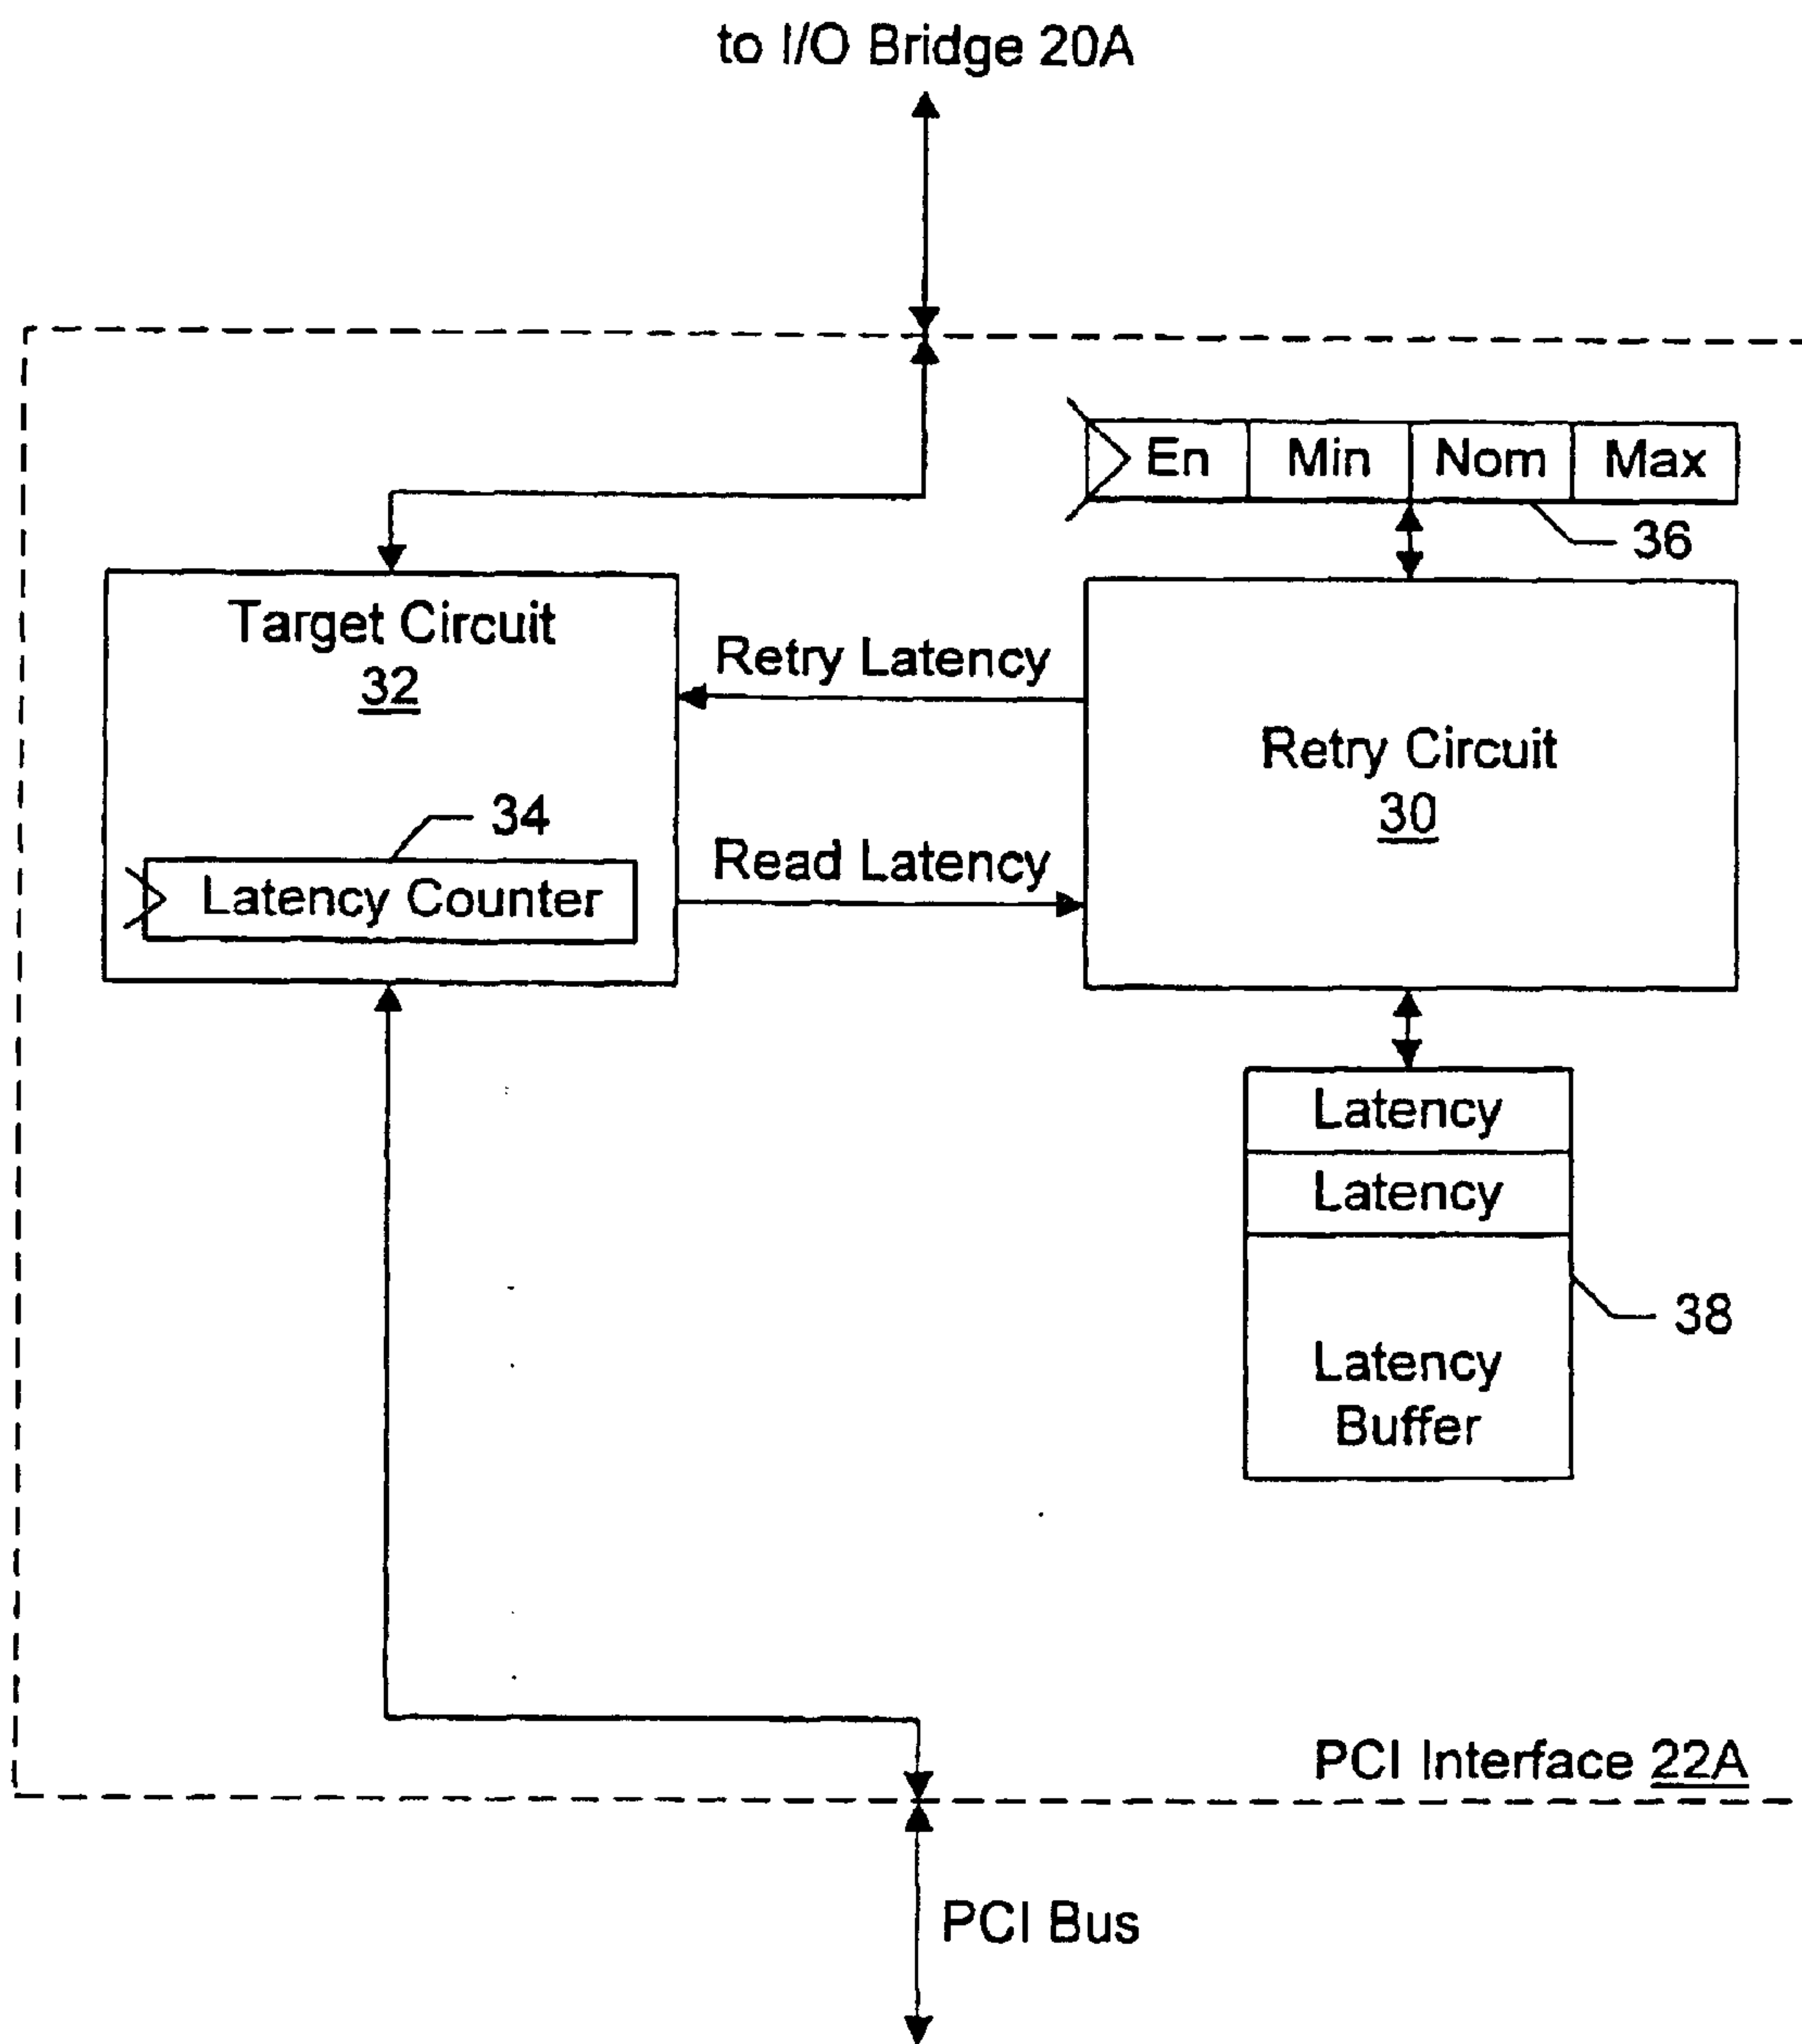 to I/O Bridge 20A
En Min Nom Max
36
Target Circuit
32
Retry Latency
Retry Circuit
30
34
Latency Counter
Read Latency
Latency
Latency
38
Latency
Buffer
PCI Interface 22A
PCI Bus